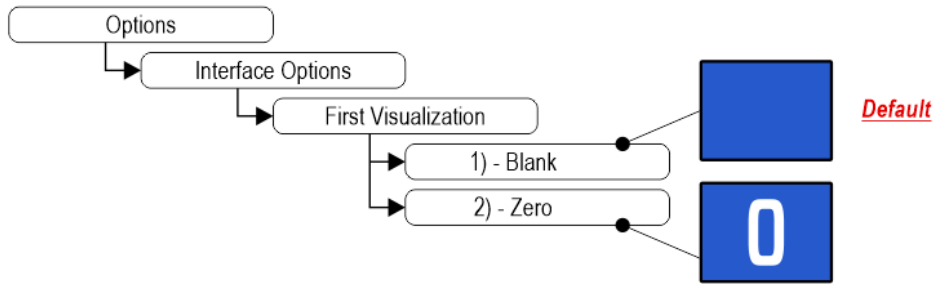 Options
Interface Options
First Visualization
1) - Blank
Default
2) - Zero
0